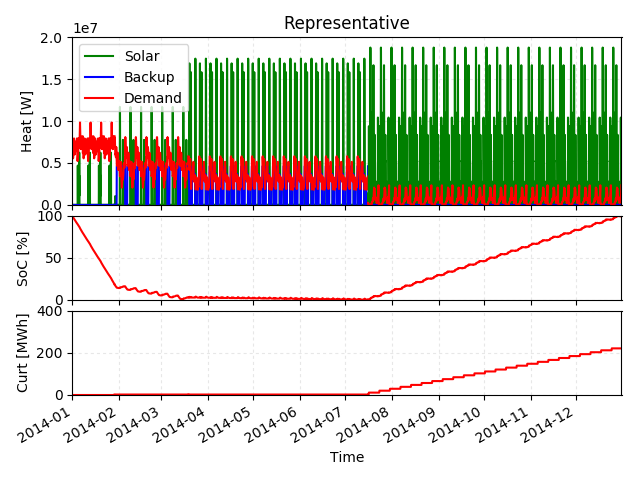 Representative
1e7
2.0
1.5
1.0
0.5
0.0
Heat [W]
Solar
Backup
Demand
100
50
0
SoC [%]
400
200
0
Curt [MWh]
2014-01
2014-02
2014-03
2014-04
2014-05
2014-06
2014-07
2014-08
2014-09
2014-10
2014-11
2014-12
Time